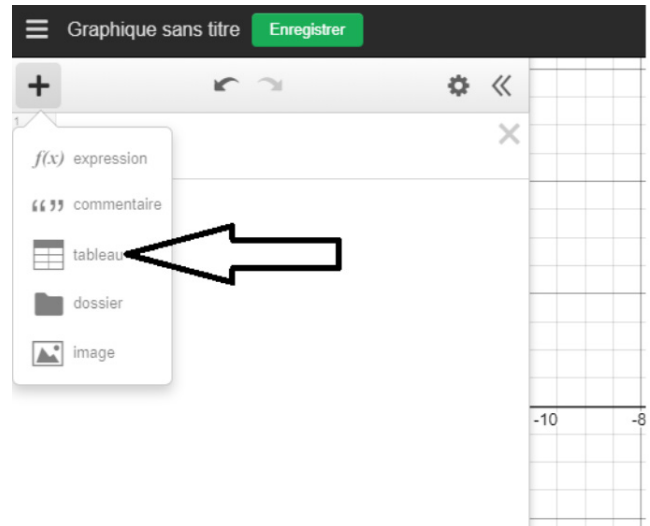 Graphique sans titre Enregistrer
1
f(x) expression
commentaire
tableau
dossier
image
-10 -8